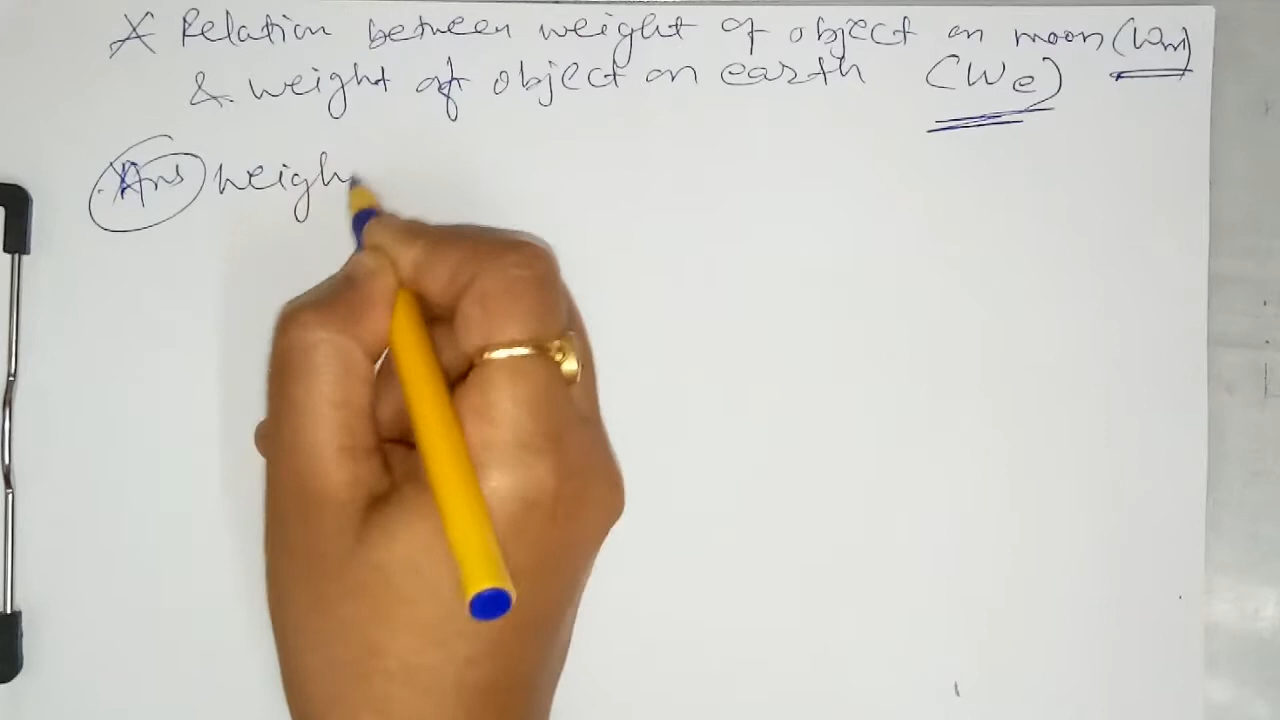 X Relation between weight of object on moon (Wm)
& weight of object on earth (We)
Ans weigh